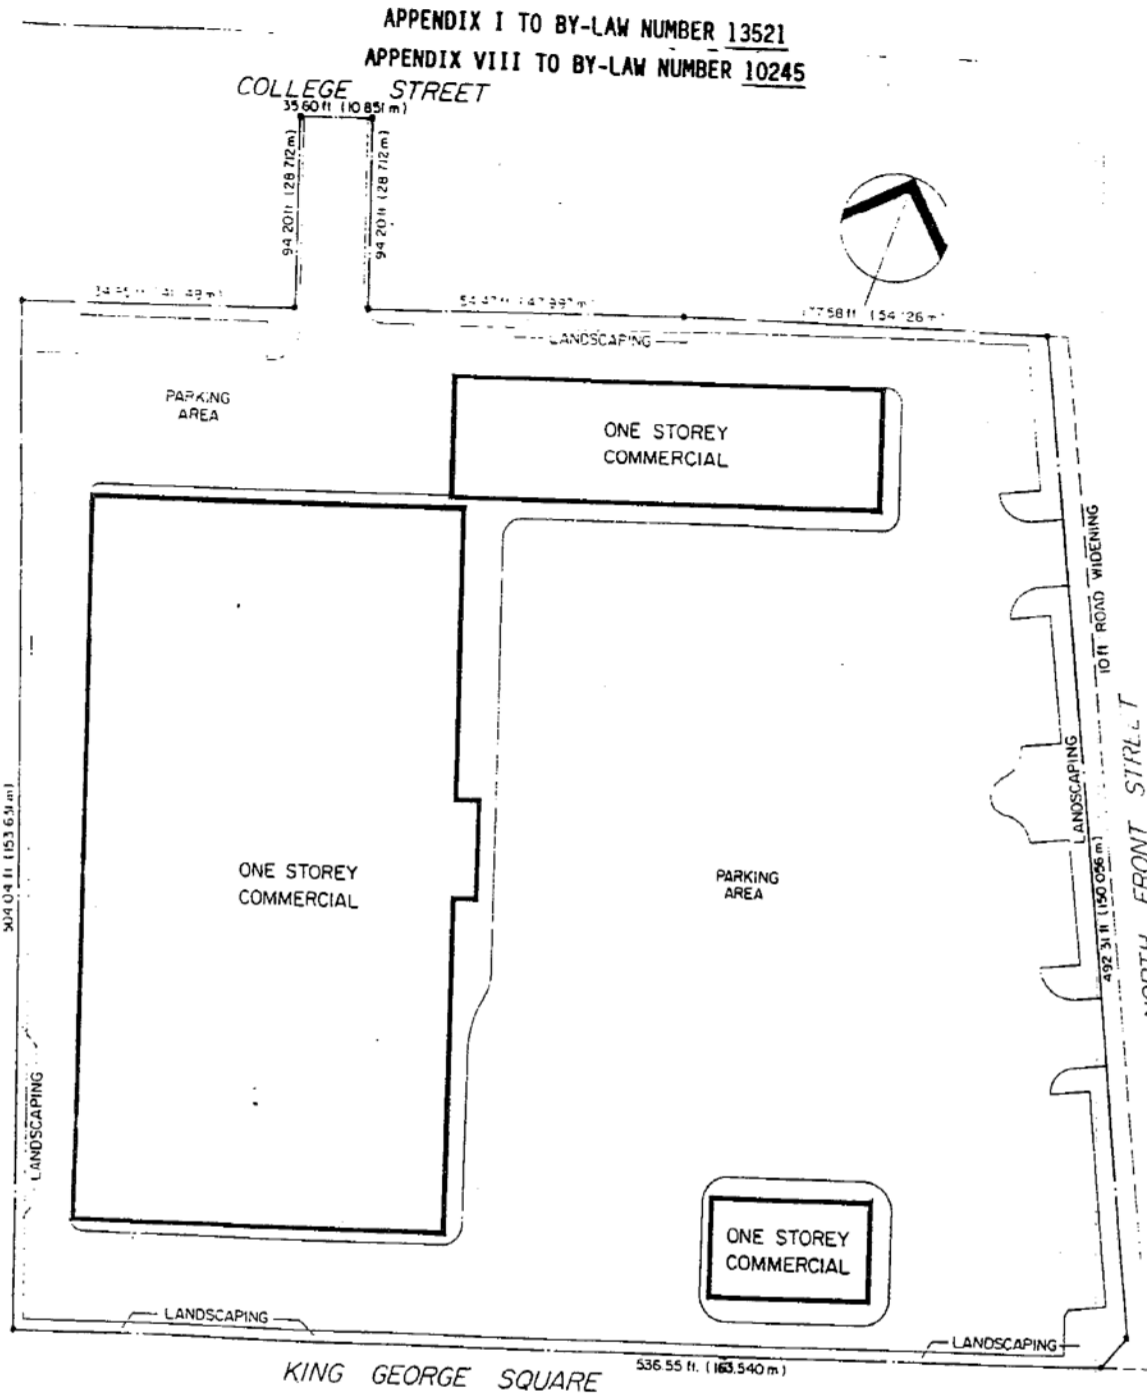 APPENDIX I TO BY-LAW NUMBER 13521
APPENDIX VIII TO BY-LAW NUMBER 10245
COLLEGE STREET
35.60 ft (10.851 m)
94.20 ft (28.712 m)
94.20 ft (28.712 m)
LANDSCAPING
PARKING
AREA
ONE STOREY
COMMERCIAL
10 ft ROAD WIDENING
LANDSCAPING
NORTH FRONT STREET
492.31 ft (150.056 m)
504.04 ft (153.631 m)
ONE STOREY
COMMERCIAL
PARKING
AREA
LANDSCAPING
ONE STOREY
COMMERCIAL
LANDSCAPING
LANDSCAPING
536.55 ft. (163.540 m)
KING GEORGE SQUARE